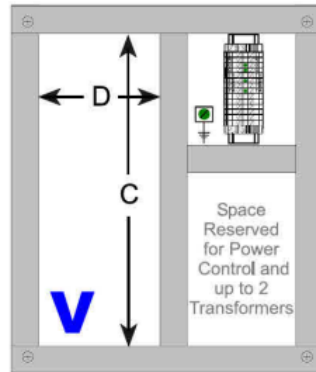 D
C
V
Space
Reserved
for Power
Control and
up to 2
Transformers